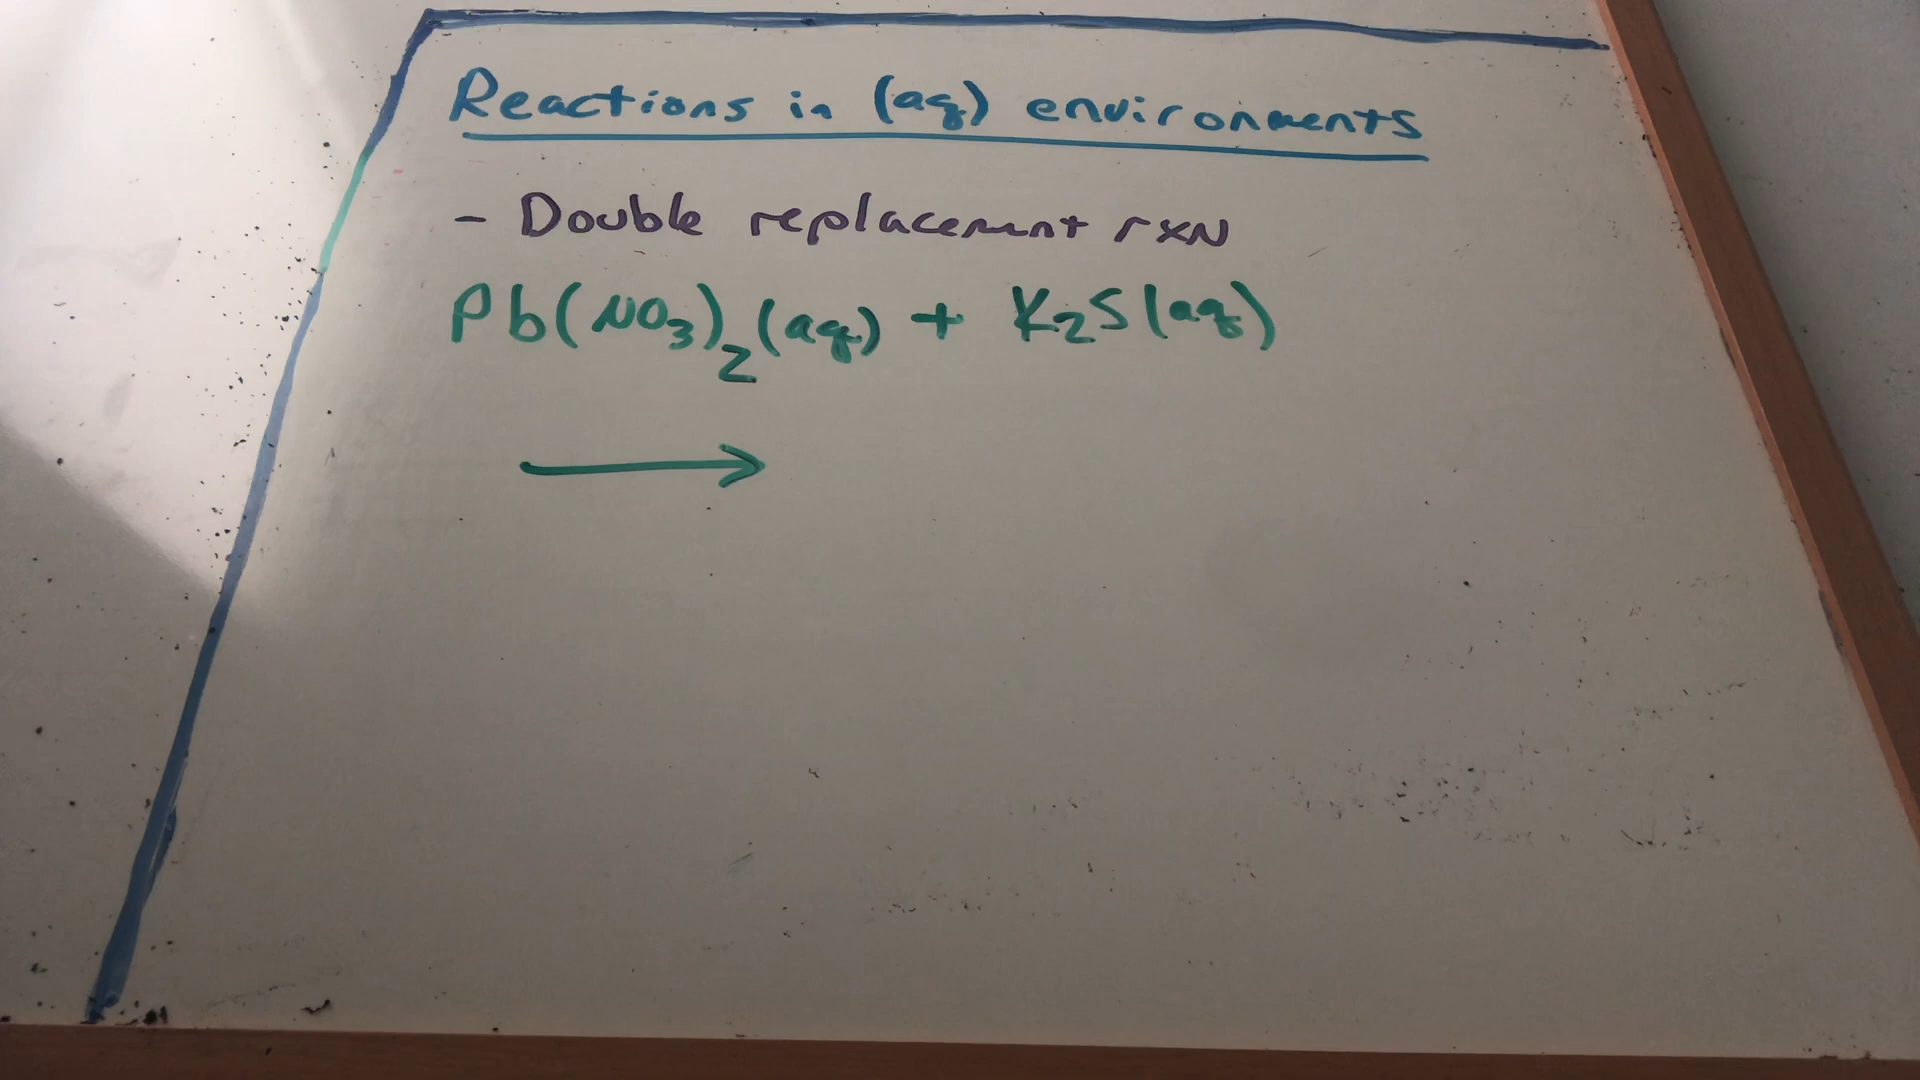 Reactions in (aq) environments
- Double replacement rxN
Pb(NO₃)₂(aq) + K₂S(aq)
→